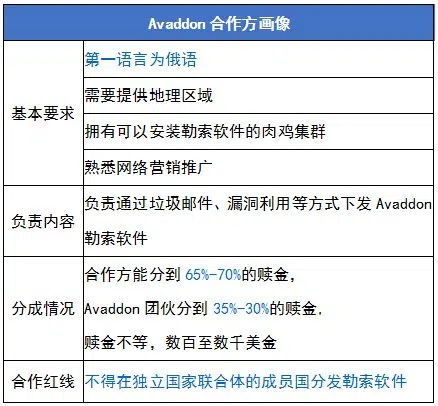 Avaddon 合作方画像
基本要求
第一语言为俄语
需要提供地理区域
拥有可以安装勒索软件的肉鸡集群
熟悉网络营销推广
负责内容
负责通过垃圾邮件、漏洞利用等方式下发 Avaddon
勒索软件
分成情况
合作方能分到 65%-70%的赎金，
Avaddon 团伙分到 35%-30%的赎金，
赎金不等，数百至数千美金
合作红线
不得在独立国家联合体的成员国分发勒索软件